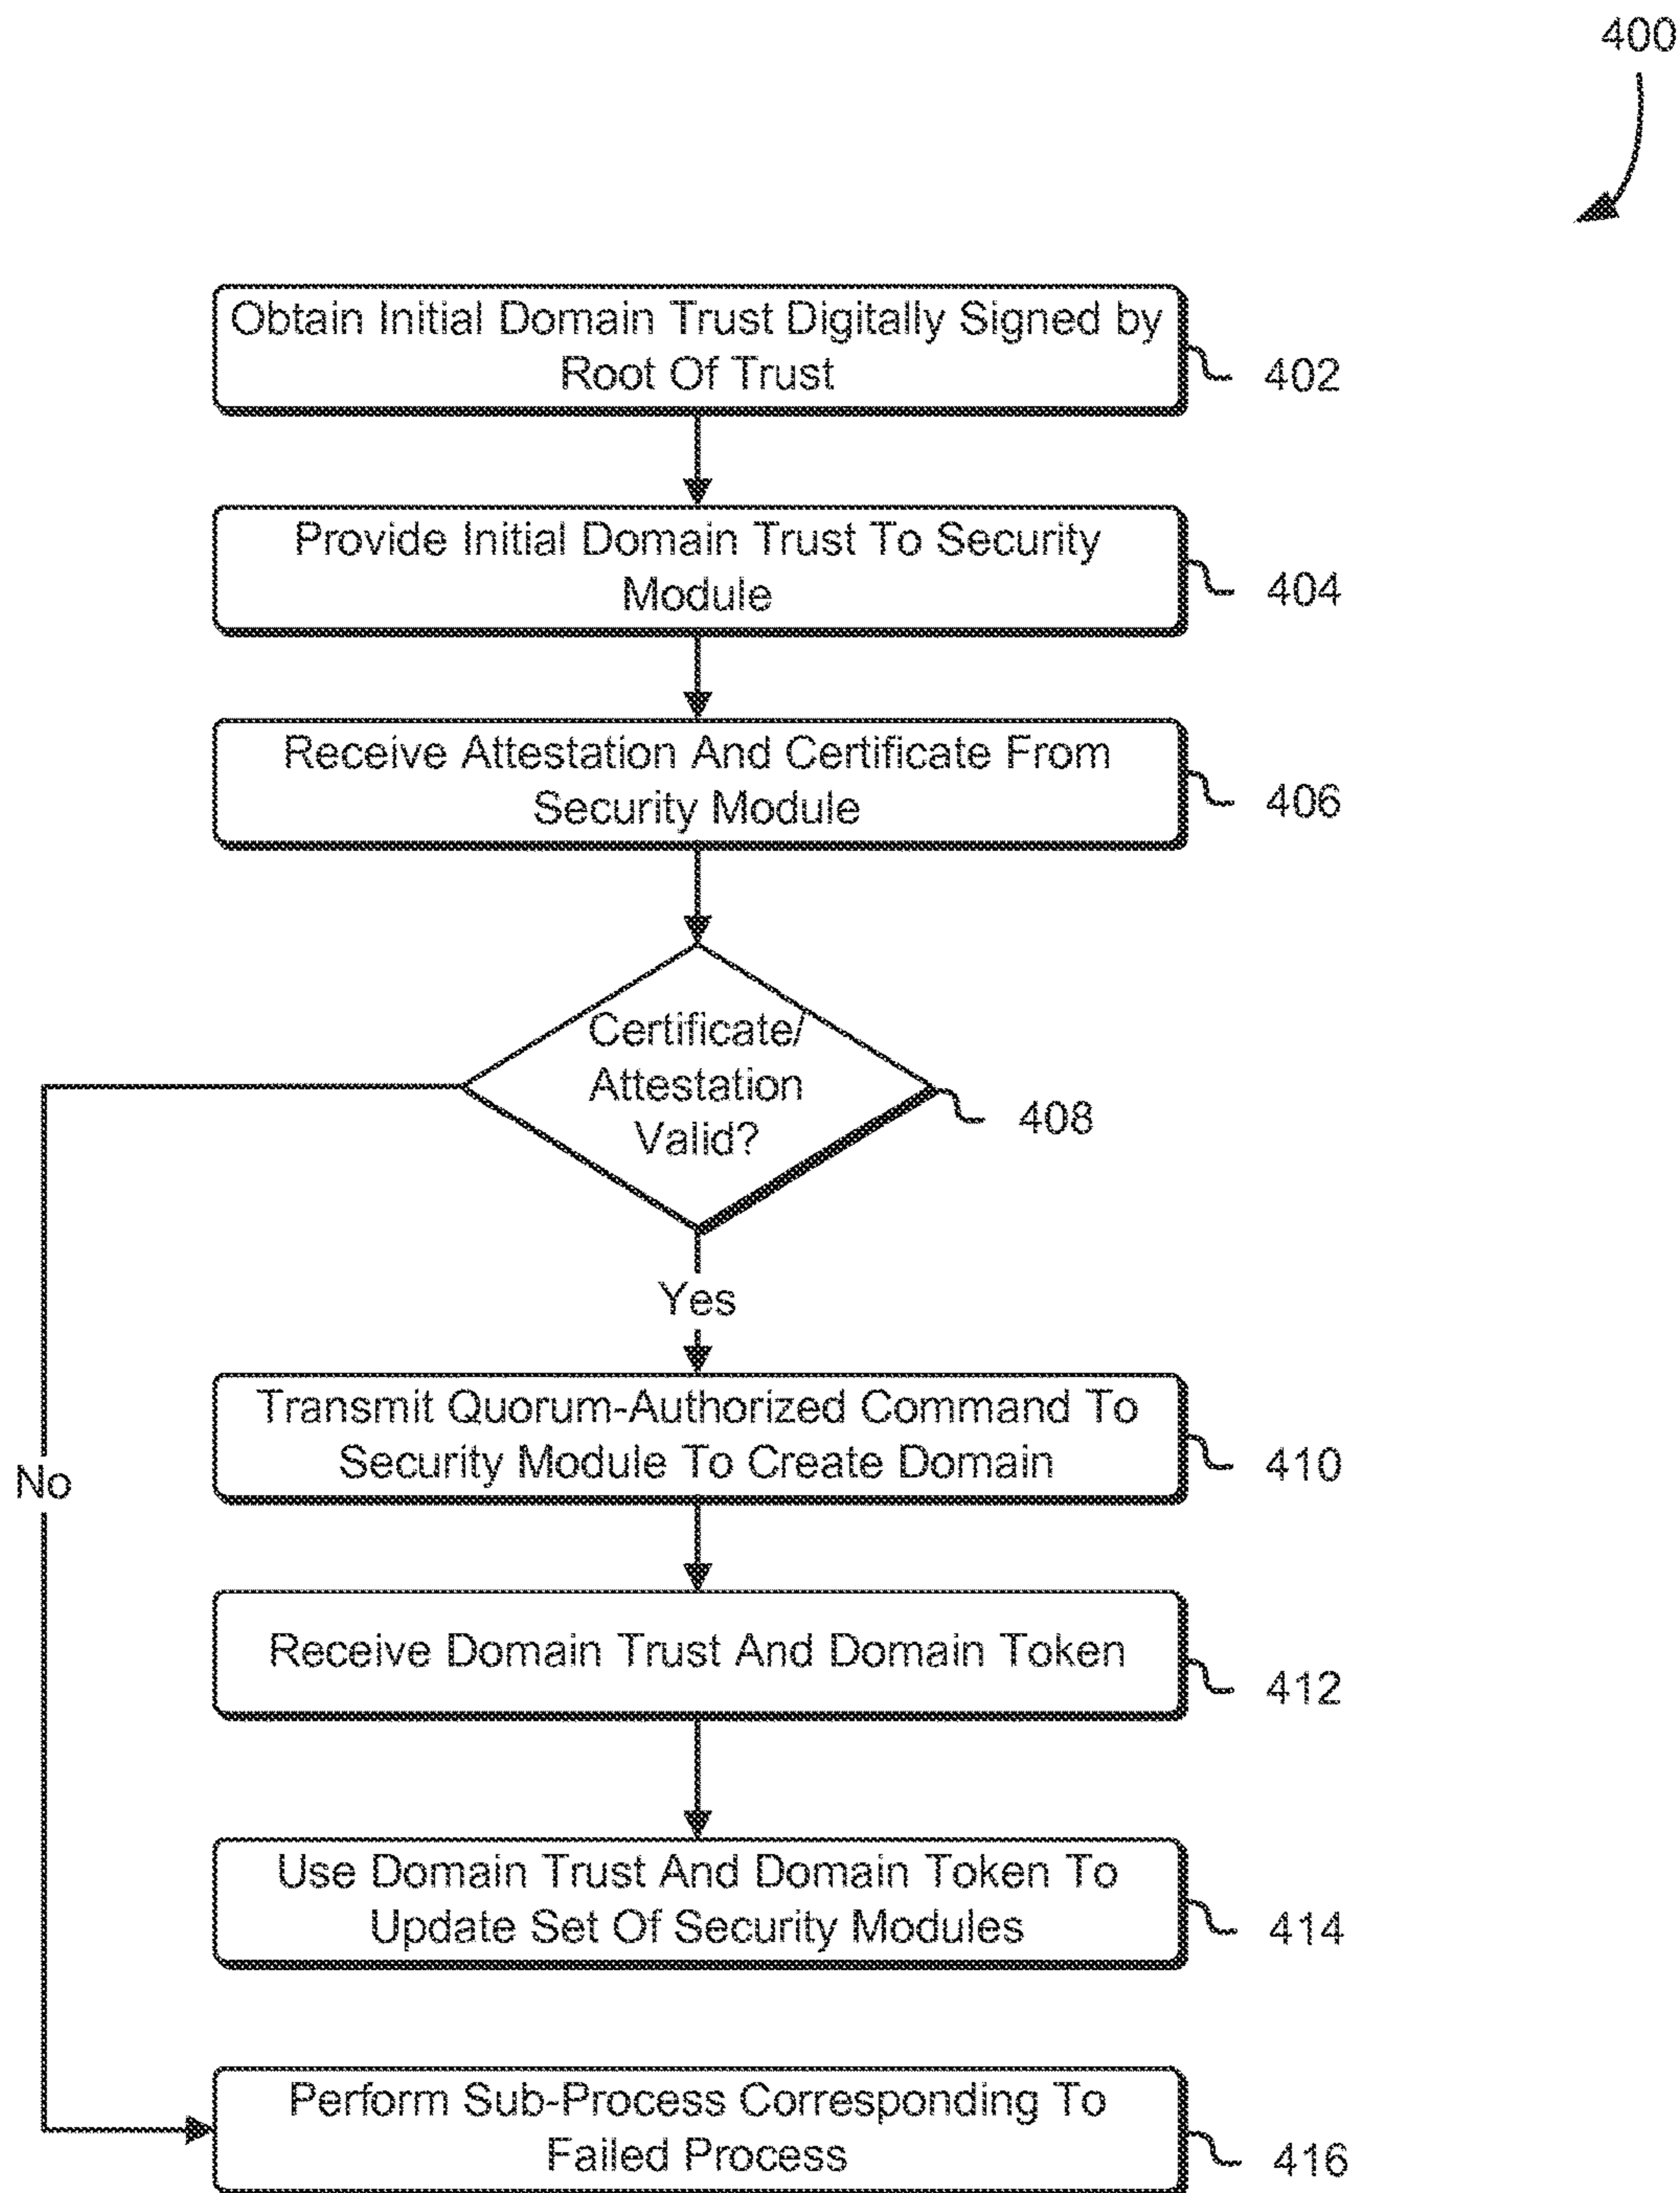 400
Obtain Initial Domain Trust Digitally Signed by
Root Of Trust
402
Provide Initial Domain Trust To Security
Module
404
Receive Attestation And Certificate From
Security Module
406
Certificate/
Attestation
Valid?
408
Yes
No
Transmit Quorum-Authorized Command To
Security Module To Create Domain
410
Receive Domain Trust And Domain Token
412
Use Domain Trust And Domain Token To
Update Set Of Security Modules
414
Perform Sub-Process Corresponding To
Failed Process
416